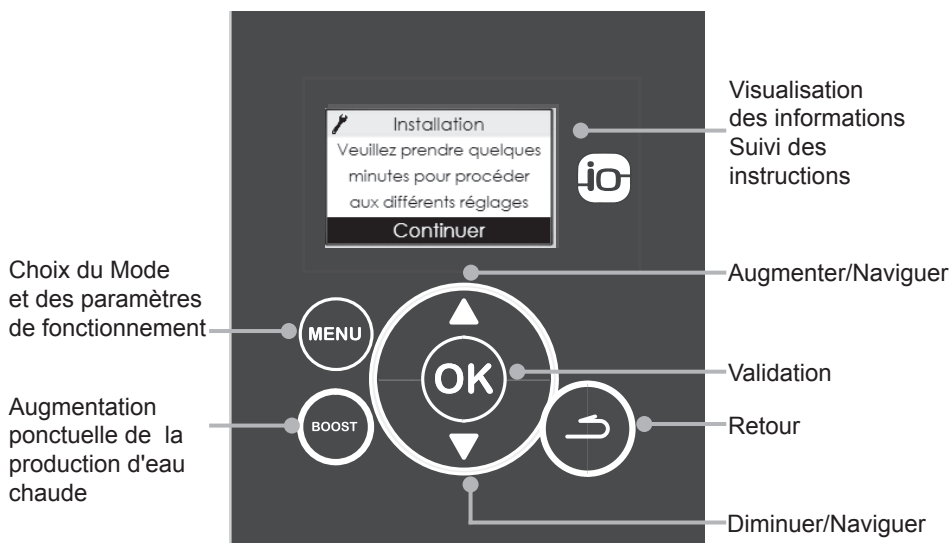 Installation
Veuillez prendre quelques
minutes pour procéder
aux différents réglages
Continuer
io
Visualisation
des informations
Suivi des
instructions
Augmenter/Naviguer
Choix du Mode
et des paramètres
de fonctionnement
MENU
OK
Validation
Augmentation
ponctuelle de la
production d'eau
chaude
BOOST
Retour
Diminuer/Naviguer